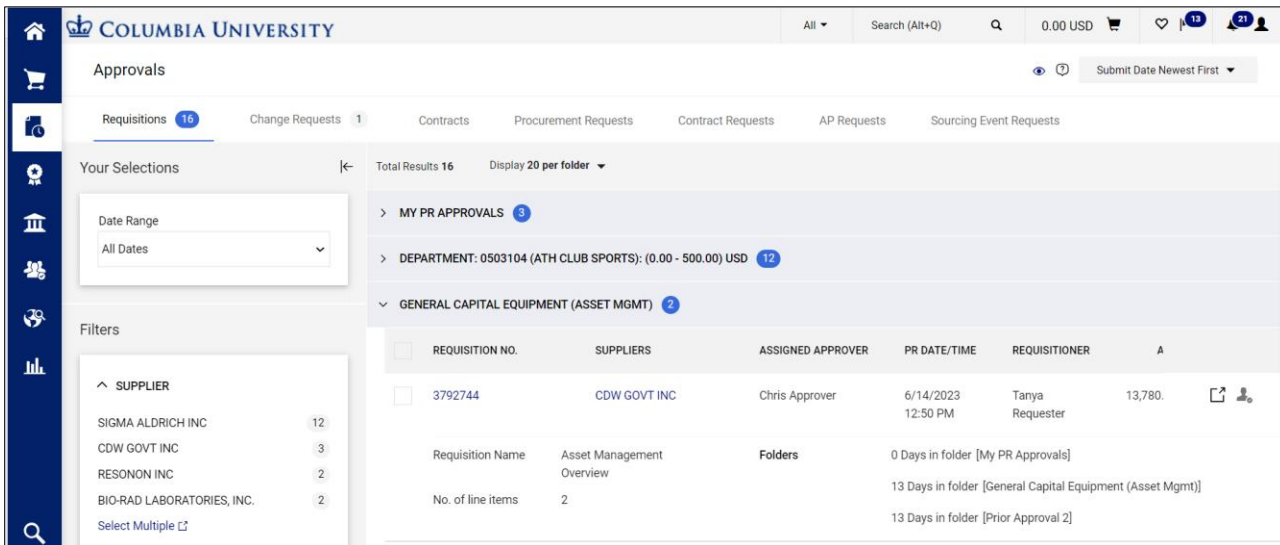 COLUMBIA UNIVERSITY
All
Search (Alt+Q)
0.00 USD
13
21
Approvals
Submit Date Newest First
Requisitions 16
Change Requests 1
Contracts
Procurement Requests
Contract Requests
AP Requests
Sourcing Event Requests
Your Selections
Total Results 16
Display 20 per folder
Date Range
All Dates
MY PR APPROVALS 3
DEPARTMENT: 0503104 (ATH CLUB SPORTS): (0.00 - 500.00) USD 12
GENERAL CAPITAL EQUIPMENT (ASSET MGMT) 2
Filters
SUPPLIER
SIGMA ALDRICH INC 12
CDW GOVT INC 3
RESONON INC 2
BIO-RAD LABORATORIES, INC. 2
Select Multiple
REQUISITION NO. SUPPLIERS ASSIGNED APPROVER PR DATE/TIME REQUISITIONER A
3792744 CDW GOVT INC Chris Approver 6/14/2023 Tanya 13,780.
12:50 PM Requester
Requisition Name Asset Management Folders 0 Days in folder [My PR Approvals]
Overview
13 Days in folder [General Capital Equipment (Asset Mgmt)]
No. of line items 2
13 Days in folder [Prior Approval 2]